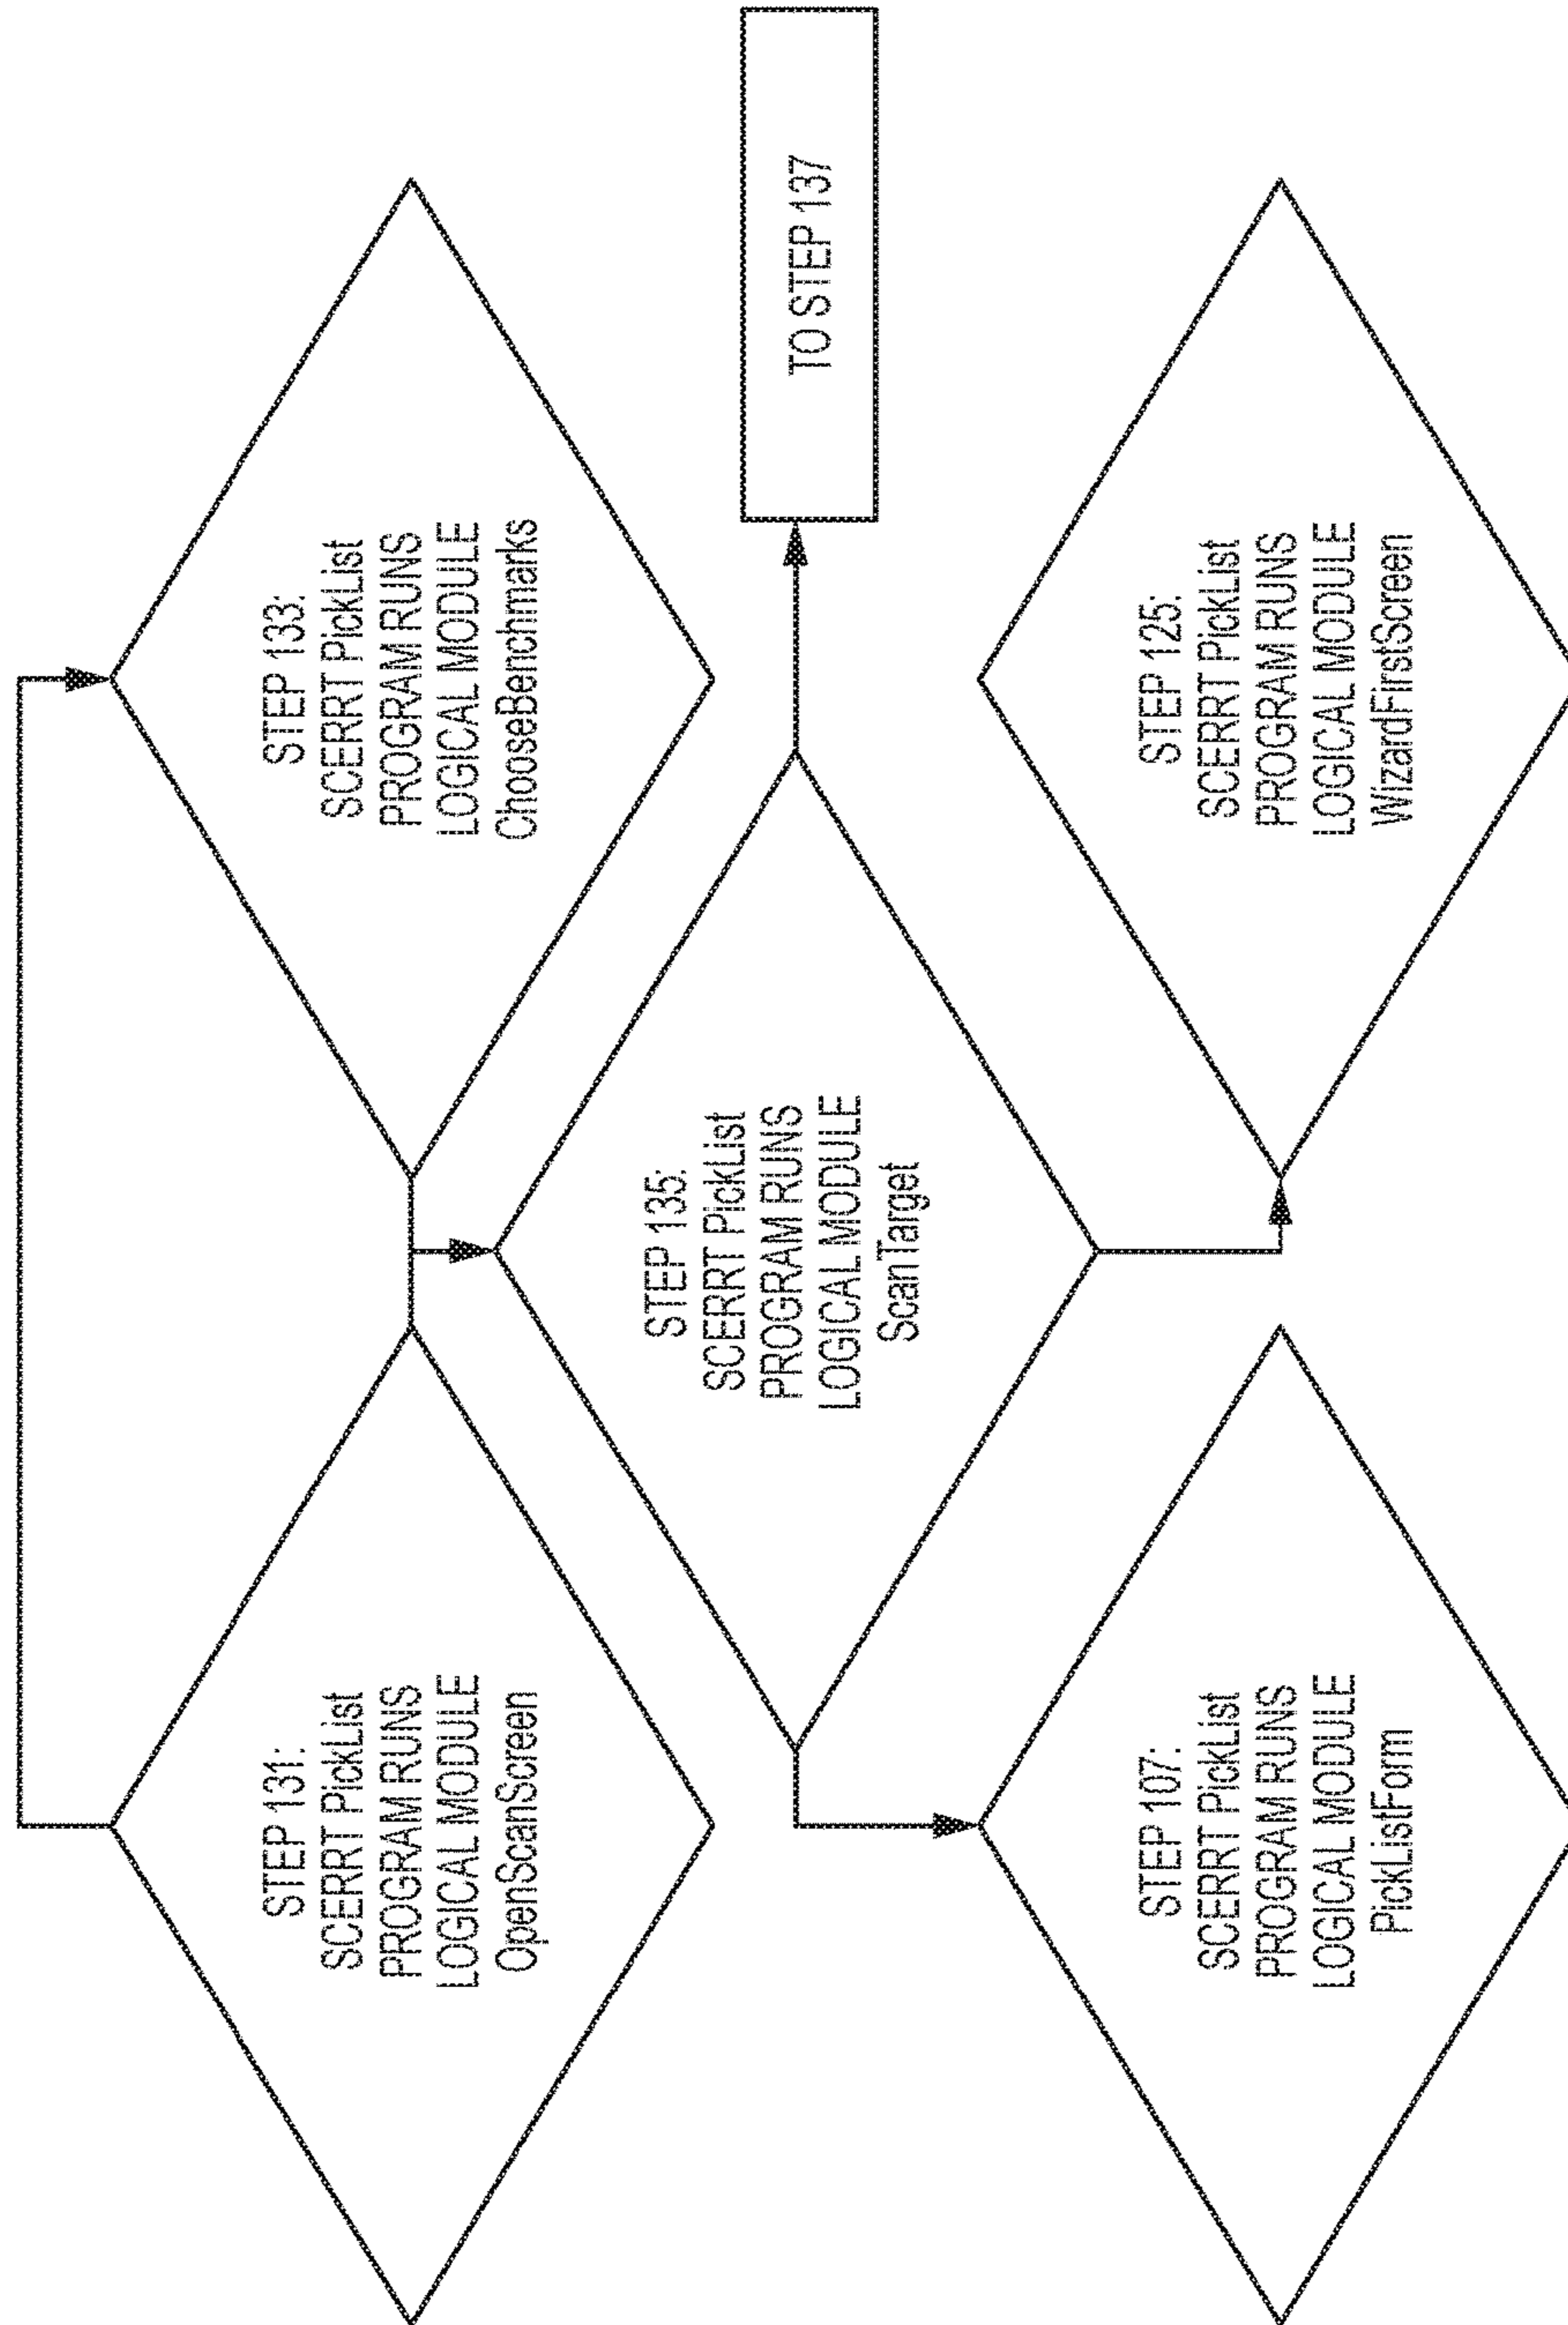 STEP 131:
SCERRT PickList
PROGRAM RUNS
LOGICAL MODULE
OpenScanScreen
STEP 133:
SCERRT PickList
PROGRAM RUNS
LOGICAL MODULE
ChooseBenchmarks
STEP 135:
SCERRT PickList
PROGRAM RUNS
LOGICAL MODULE
ScanTarget
TO STEP 137
STEP 107:
SCERRT PickList
PROGRAM RUNS
LOGICAL MODULE
PickListForm
STEP 125:
SCERRT PickList
PROGRAM RUNS
LOGICAL MODULE
WizardFirstScreen